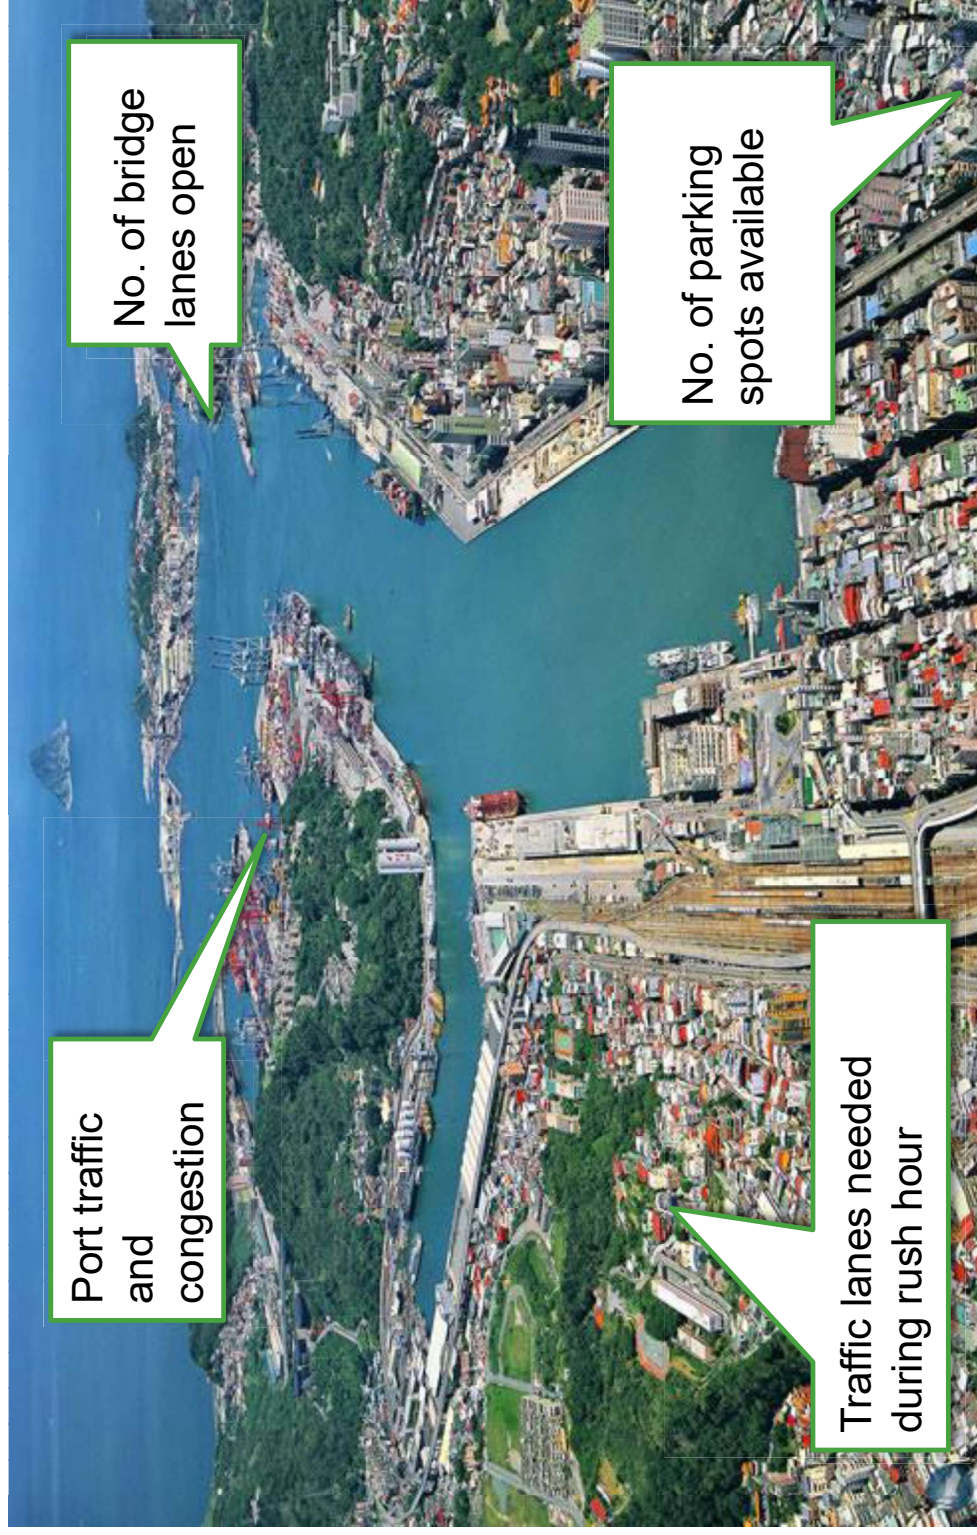 Port traffic
and
congestion
No. of bridge
lanes open
Traffic lanes needed
during rush hour
No. of parking
spots available